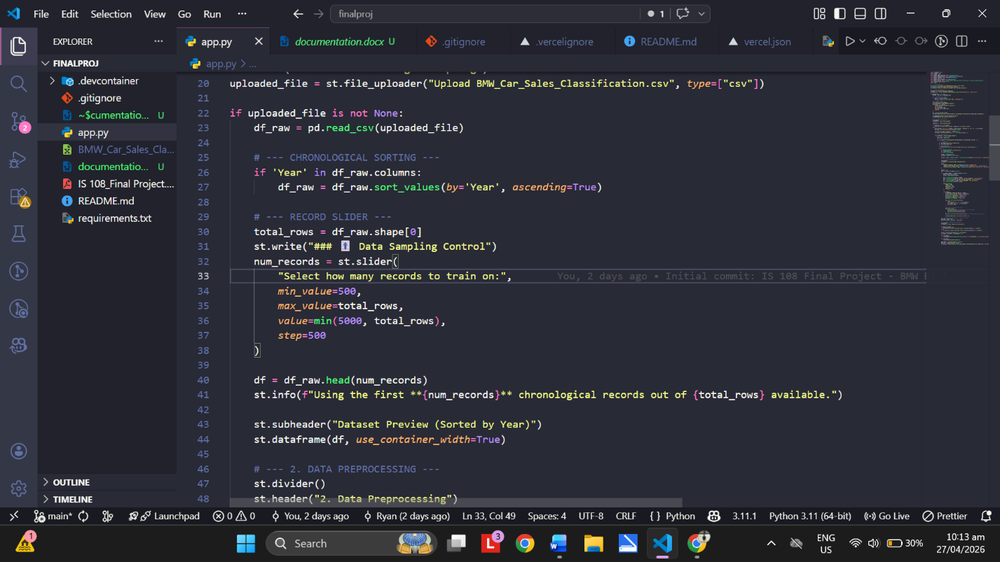 File Edit Selection View Go Run ···
finalproj
1
EXPLORER ···
app.py
documentation.docx U
.gitignore
.vercelignore
README.md
vercel.json
FINALPROJ
app.py > ...
.devcontainer
.gitignore
~$cumentatio... U
app.py
BMW_Car_Sales_Cla...
documentatio... U
IS 108_Final Project....
README.md
requirements.txt
2
20 uploaded_file = st.file_uploader("Upload BMW_Car_Sales_Classification.csv", type=["csv"])
21
22 if uploaded_file is not None:
23 df_raw = pd.read_csv(uploaded_file)
24
25 # --- CHRONOLOGICAL SORTING ---
26 if 'Year' in df_raw.columns:
27 df_raw = df_raw.sort_values(by='Year', ascending=True)
28
29 # --- RECORD SLIDER ---
30 total_rows = df_raw.shape[0]
31 st.write("### ⬆ Data Sampling Control")
32 num_records = st.slider(
33 "Select how many records to train on:", You, 2 days ago • Initial commit: IS 108 Final Project - BMW
34 min_value=500,
35 max_value=total_rows,
36 value=min(5000, total_rows),
37 step=500
38 )
39
40 df = df_raw.head(num_records)
41 st.info(f"Using the first **{num_records}** chronological records out of {total_rows} available.")
42
43 st.subheader("Dataset Preview (Sorted by Year)")
44 st.dataframe(df, use_container_width=True)
45
46 # --- 2. DATA PREPROCESSING ---
47 st.divider()
48 st.header("2. Data Preprocessing")
OUTLINE
TIMELINE
main* Launchpad 0 0 You, 2 days ago Ryan (2 days ago) Ln 33, Col 49 Spaces: 4 UTF-8 CRLF {} Python 3.11.1 Python 3.11 (64-bit) Go Live Prettier
1
Search
L 3
ENG
US
30%
10:13 am
27/04/2026